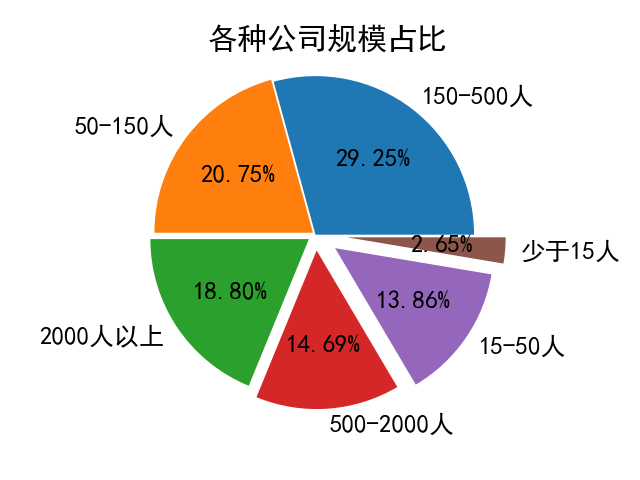 各种公司规模占比
150-500人
50-150人
29.25%
20.75%
2.65%
少于15人
18.80%
13.86%
2000人以上
14.69%
15-50人
500-2000人